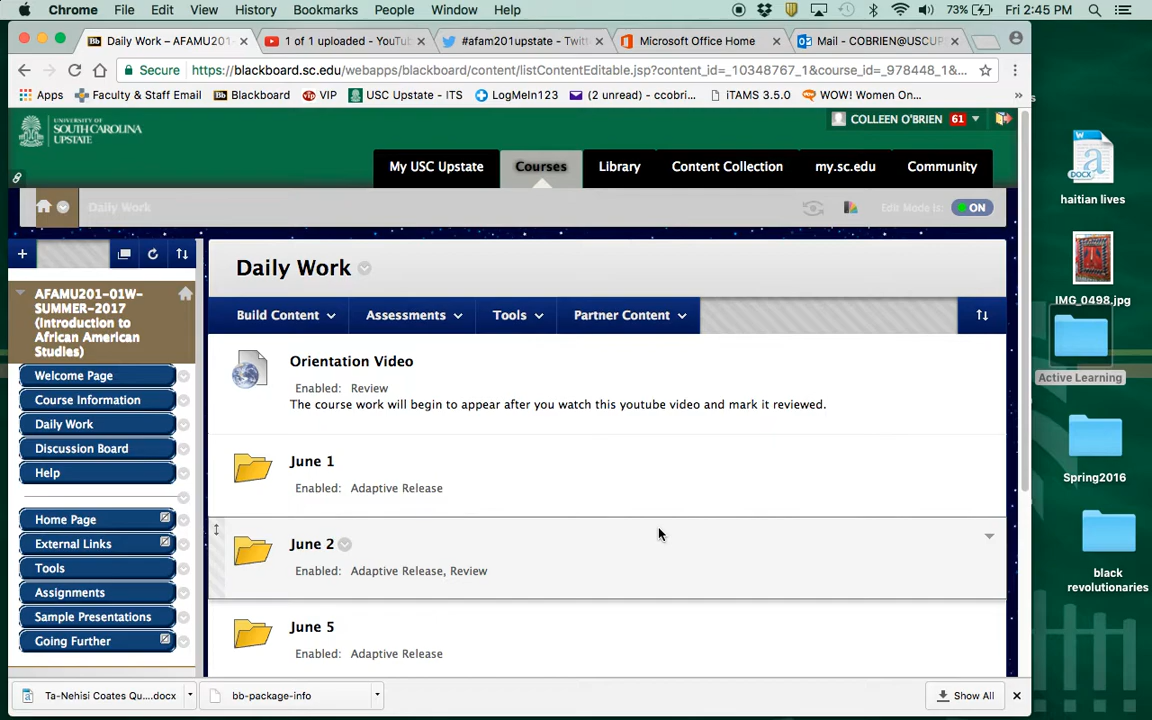 Chrome File Edit View History Bookmarks People Window Help 73% Fri 2:45 PM
Daily Work – AFAMU201- 1 of 1 uploaded - YouTu #afam201upstate - Twitt Microsoft Office Home Mail - COBRIEN@USCUP
Secure https://blackboard.sc.edu/webapps/blackboard/content/listContentEditable.jsp?content_id=_10348767_1&course_id=_978448_1&...
Apps Faculty & Staff Email Bb Blackboard VIP USC Upstate - ITS LogMeIn123 (2 unread) - ccobri... iTAMS 3.5.0 WOW! Women On... »
UNIVERSITY OF
SOUTH CAROLINA
UPSTATE
COLLEEN O'BRIEN 61
My USC Upstate Courses Library Content Collection my.sc.edu Community
Daily Work Edit Mode is: ON
AFAMU201-01W-
SUMMER-2017
(Introduction to
African American
Studies)
Welcome Page
Course Information
Daily Work
Discussion Board
Help
Home Page
External Links
Tools
Assignments
Sample Presentations
Going Further
Daily Work
Build Content Assessments Tools Partner Content
Orientation Video
Enabled: Review
The course work will begin to appear after you watch this youtube video and mark it reviewed.
June 1
Enabled: Adaptive Release
June 2
Enabled: Adaptive Release, Review
June 5
Enabled: Adaptive Release
DOCX
haitian lives
IMG_0498.jpg
Active Learning
Spring2016
black
revolutionaries
Ta-Nehisi Coates Qu....docx bb-package-info Show All